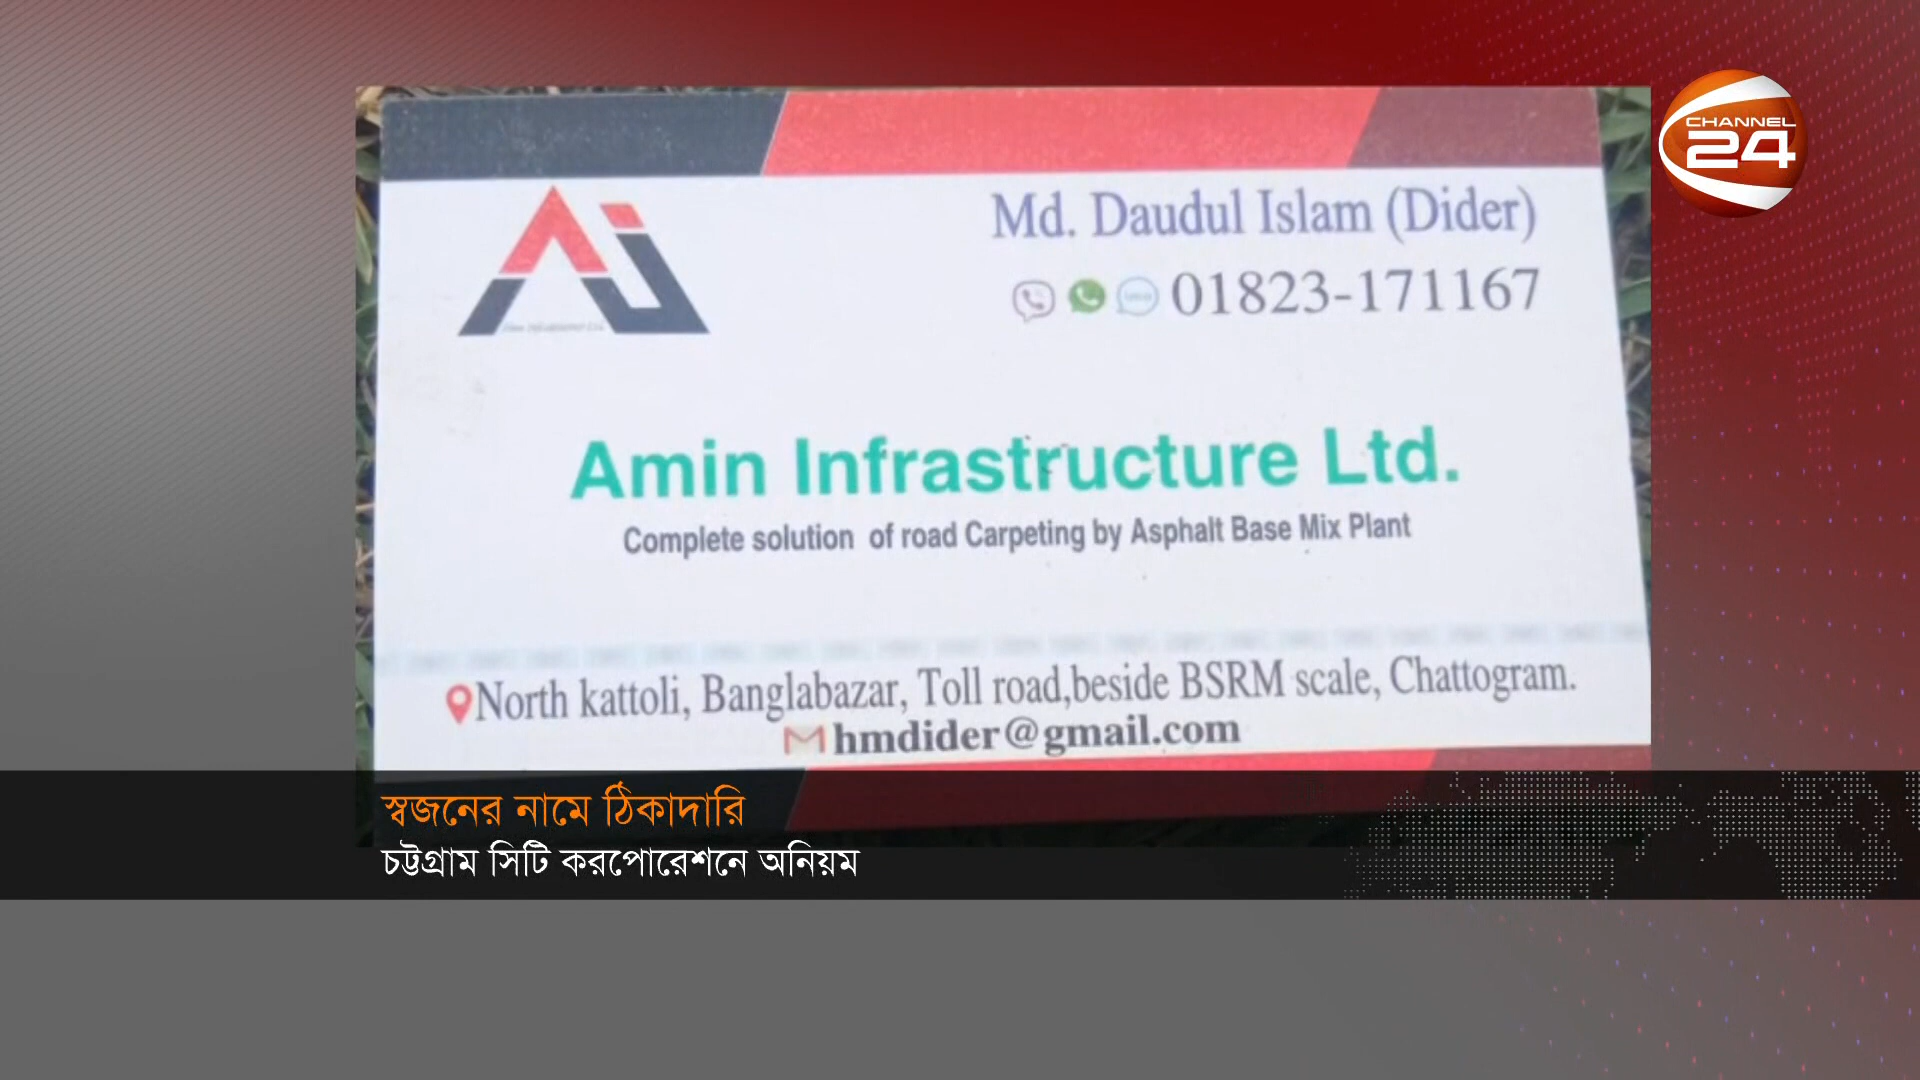 CHANNEL
24
Md. Daudul Islam (Dider)
01823-171167
Amin Infrastructure Ltd.
Complete solution of road Carpeting by Asphalt Base Mix Plant
North kattoli, Banglabazar, Toll road,beside BSRM scale, Chattogram.
hmdider@gmail.com
স্বজনের নামে ঠিকাদারি
চট্টগ্রাম সিটি করপোরেশনে অনিয়ম